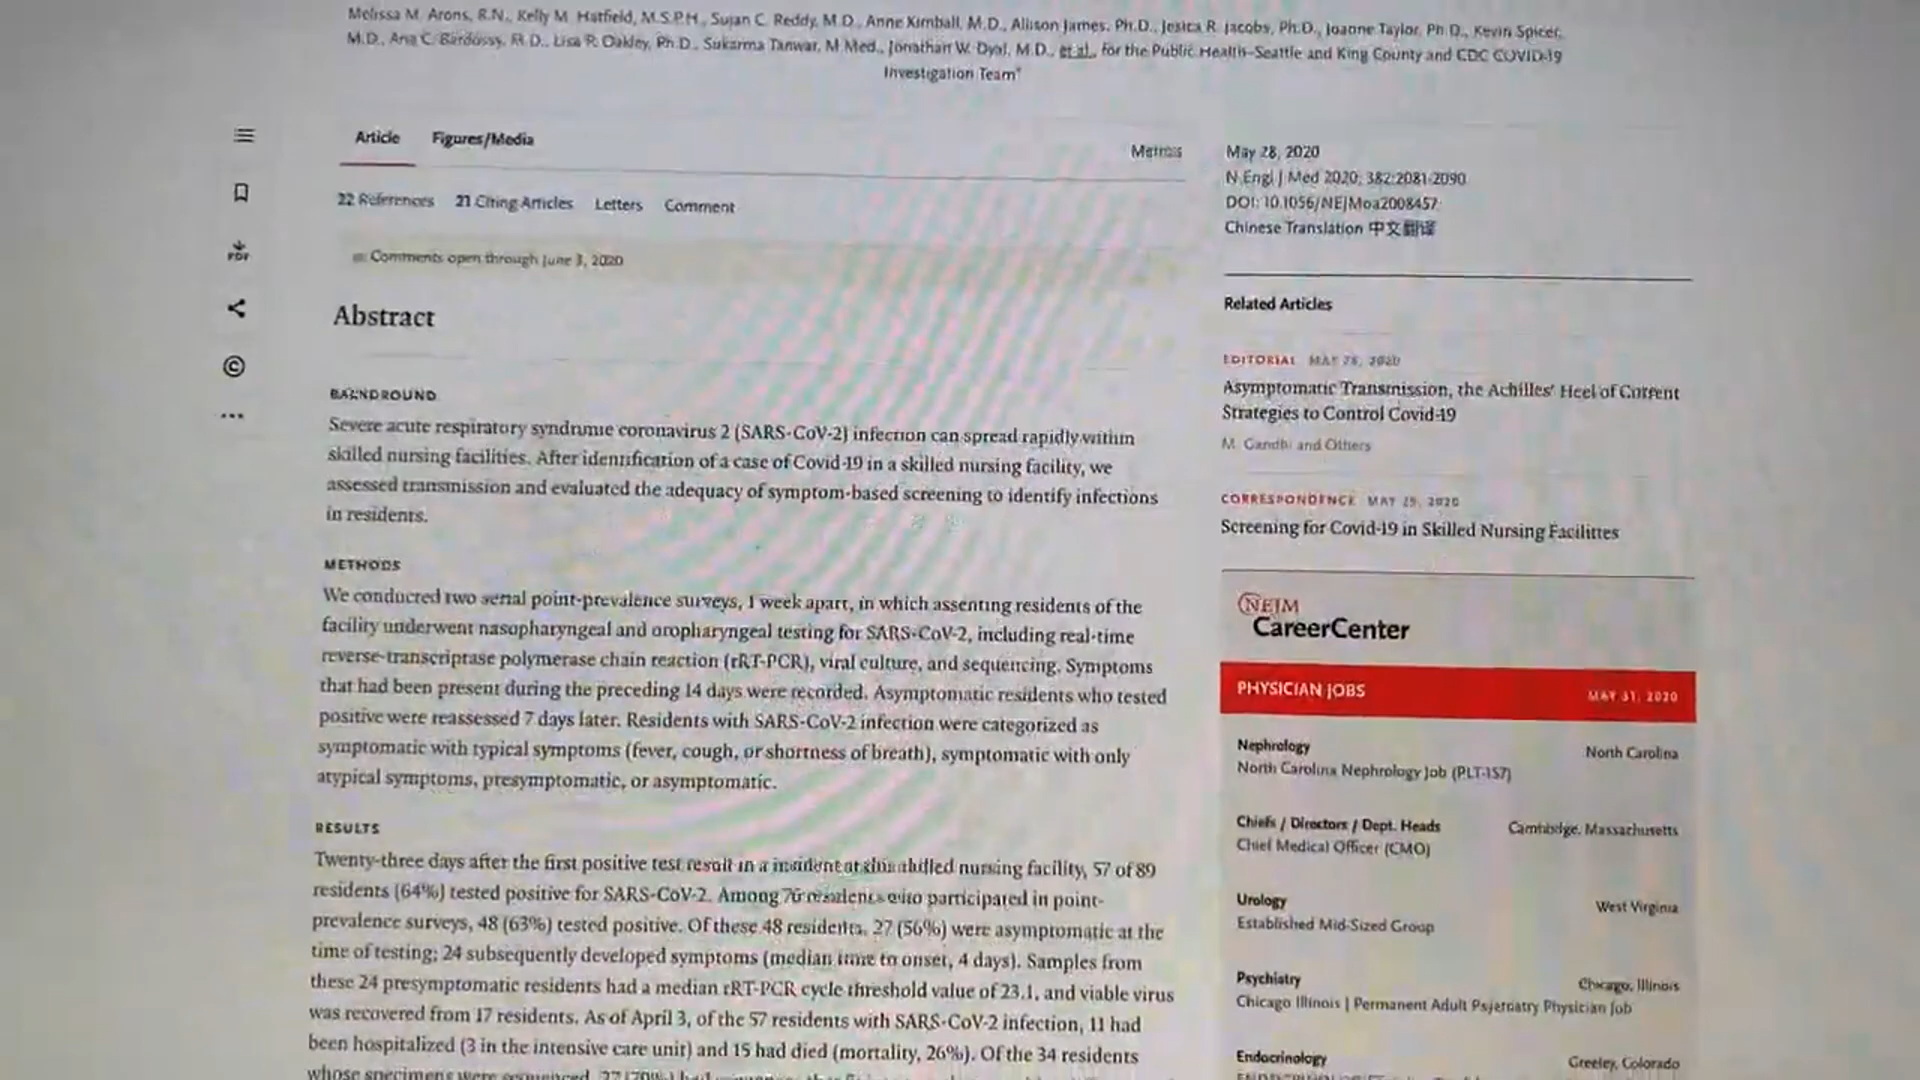 Melissa M. Arons, R.N., Kelly M. Hatfield, M.S.P.H., Sujan C. Reddy, M.D., Anne Kimball, M.D., Allison James, Ph.D., Jesica R. Jacobs, Ph.D., Joanne Taylor, Ph.D., Kevin Spicer,
M.D., Ana C. Bardossy, M.D., Lisa P. Oakley, Ph.D., Sukarma Tanwar, M.Med., Jonathan W. Dyal, M.D., et al., for the Public Health–Seattle and King County and CDC COVID-19
Investigation Team*
Article Figures/Media
Metrics
22 References 21 Citing Articles Letters Comment
Comments open through June 3, 2020
Abstract
BACKGROUND
Severe acute respiratory syndrome coronavirus 2 (SARS-CoV-2) infection can spread rapidly within
skilled nursing facilities. After identification of a case of Covid-19 in a skilled nursing facility, we
assessed transmission and evaluated the adequacy of symptom-based screening to identify infections
in residents.
METHODS
We conducted two serial point-prevalence surveys, 1 week apart, in which assenting residents of the
facility underwent nasopharyngeal and oropharyngeal testing for SARS-CoV-2, including real-time
reverse-transcriptase polymerase chain reaction (rRT-PCR), viral culture, and sequencing. Symptoms
that had been present during the preceding 14 days were recorded. Asymptomatic residents who tested
positive were reassessed 7 days later. Residents with SARS-CoV-2 infection were categorized as
symptomatic with typical symptoms (fever, cough, or shortness of breath), symptomatic with only
atypical symptoms, presymptomatic, or asymptomatic.
RESULTS
Twenty-three days after the first positive test result in a resident at this skilled nursing facility, 57 of 89
residents (64%) tested positive for SARS-CoV-2. Among 76 residents who participated in point-
prevalence surveys, 48 (63%) tested positive. Of these 48 residents, 27 (56%) were asymptomatic at the
time of testing; 24 subsequently developed symptoms (median time to onset, 4 days). Samples from
these 24 presymptomatic residents had a median rRT-PCR cycle threshold value of 23.1, and viable virus
was recovered from 17 residents. As of April 3, of the 57 residents with SARS-CoV-2 infection, 11 had
been hospitalized (3 in the intensive care unit) and 15 had died (mortality, 26%). Of the 34 residents
whose specimens were sequenced, 27
May 28, 2020
N Engl J Med 2020; 382:2081-2090
DOI: 10.1056/NEJMoa2008457
Chinese Translation 中文翻译
Related Articles
EDITORIAL MAY 28, 2020
Asymptomatic Transmission, the Achilles' Heel of Current
Strategies to Control Covid-19
M. Gandhi and Others
CORRESPONDENCE MAY 29, 2020
Screening for Covid-19 in Skilled Nursing Facilities
NEJM
CareerCenter
PHYSICIAN JOBS MAY 31, 2020
Nephrology North Carolina
North Carolina Nephrology Job (PLT-157)
Chiefs / Directors / Dept. Heads Cambridge, Massachusetts
Chief Medical Officer (CMO)
Urology West Virginia
Established Mid-Sized Group
Psychiatry Chicago, Illinois
Chicago Illinois | Permanent Adult Psychiatry Physician Job
Endocrinology Greeley, Colorado